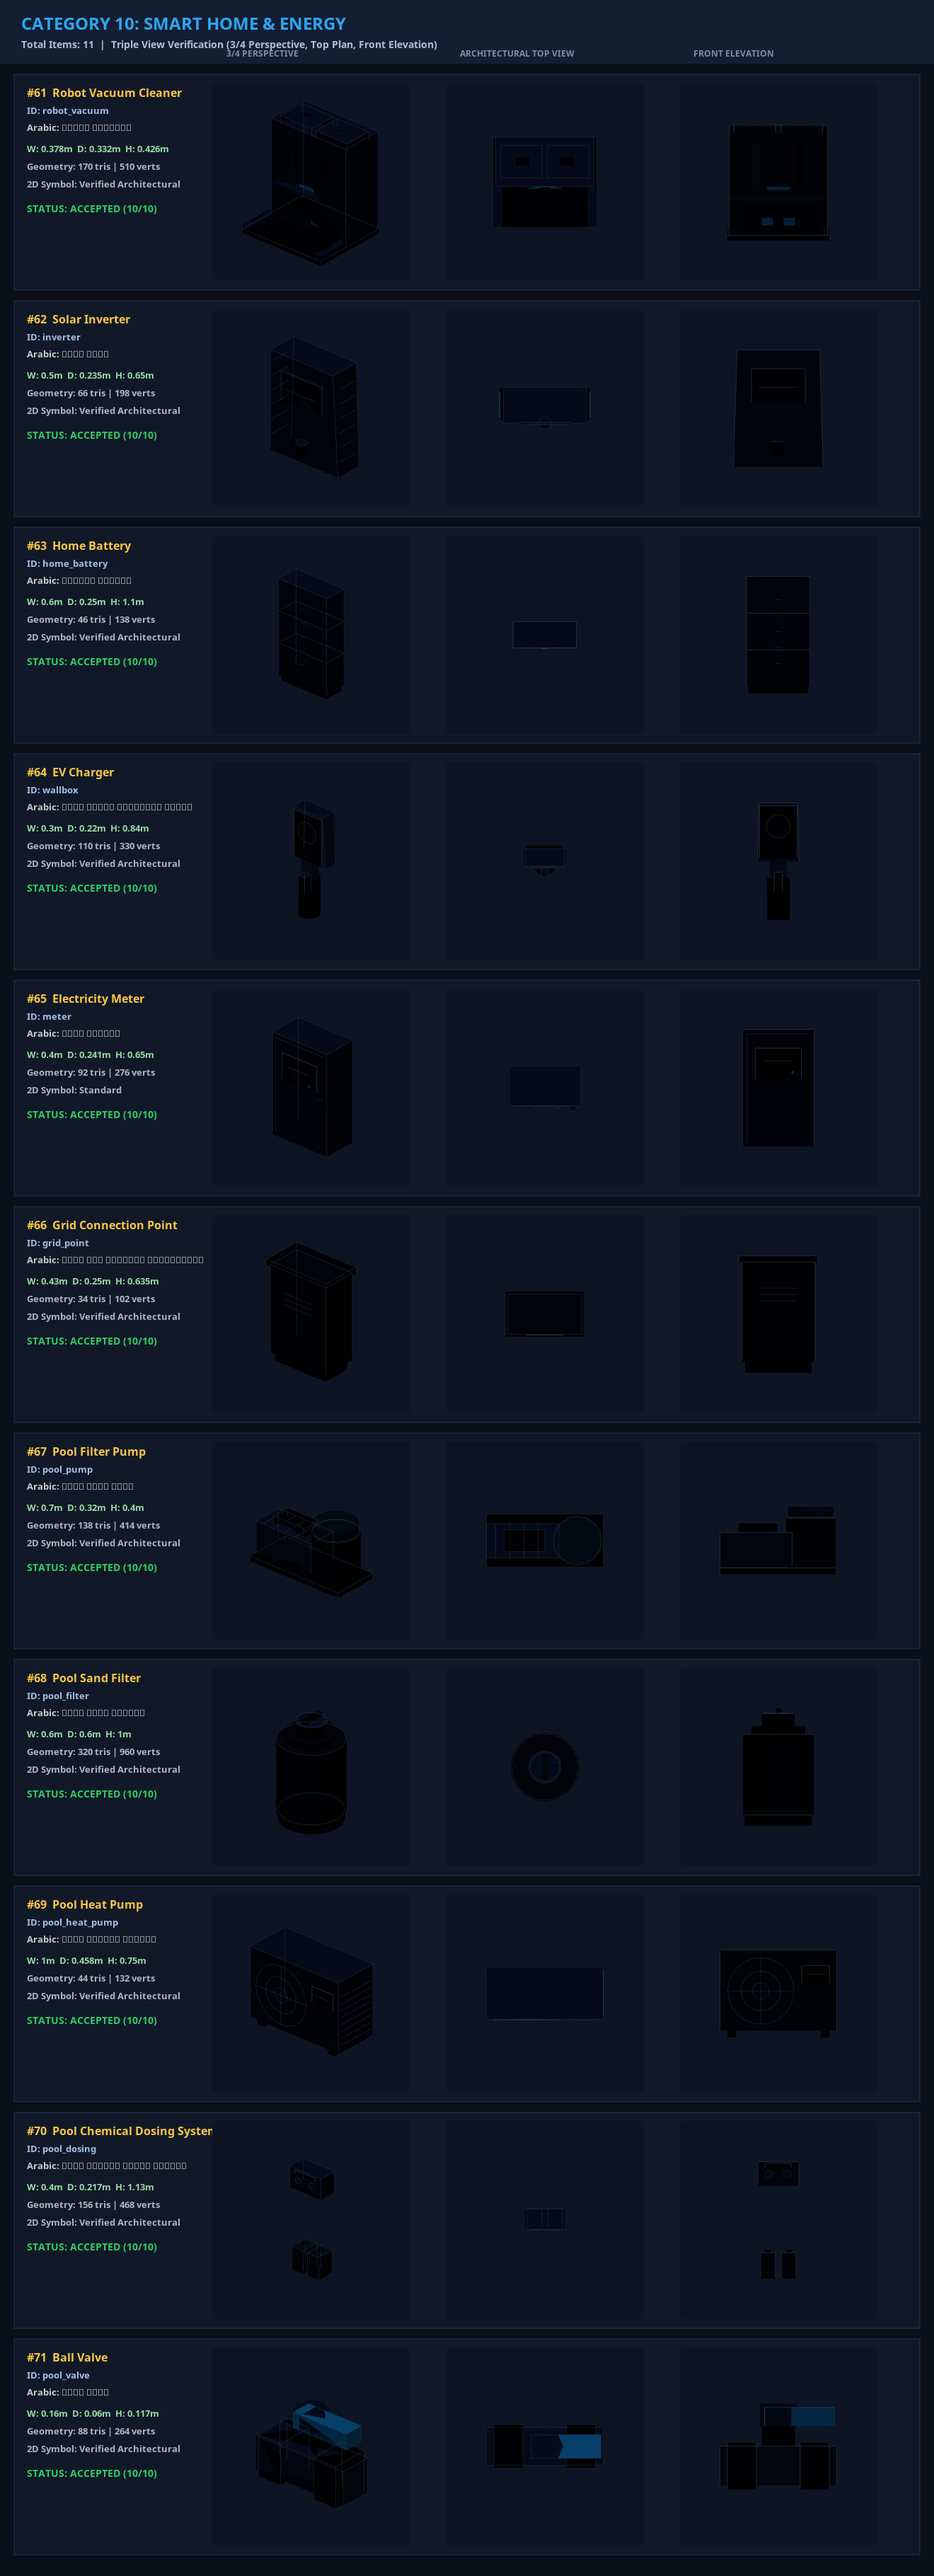 CATEGORY 10: SMART HOME & ENERGY
Total Items: 11 | Triple View Verification (3/4 Perspective, Top Plan, Front Elevation)
3/4 PERSPECTIVE
ARCHITECTURAL TOP VIEW
FRONT ELEVATION
#61 Robot Vacuum Cleaner
ID: robot_vacuum
Arabic: □□□□□ □□□□□□□
W: 0.378m D: 0.332m H: 0.426m
Geometry: 170 tris | 510 verts
2D Symbol: Verified Architectural
STATUS: ACCEPTED (10/10)
#62 Solar Inverter
ID: inverter
Arabic: □□□□ □□□□
W: 0.5m D: 0.235m H: 0.65m
Geometry: 66 tris | 198 verts
2D Symbol: Verified Architectural
STATUS: ACCEPTED (10/10)
#63 Home Battery
ID: home_battery
Arabic: □□□□□□ □□□□□□
W: 0.6m D: 0.25m H: 1.1m
Geometry: 46 tris | 138 verts
2D Symbol: Verified Architectural
STATUS: ACCEPTED (10/10)
#64 EV Charger
ID: wallbox
Arabic: □□□□ □□□□□ □□□□□□□□ □□□□□
W: 0.3m D: 0.22m H: 0.84m
Geometry: 110 tris | 330 verts
2D Symbol: Verified Architectural
STATUS: ACCEPTED (10/10)
#65 Electricity Meter
ID: meter
Arabic: □□□□ □□□□□□
W: 0.4m D: 0.241m H: 0.65m
Geometry: 92 tris | 276 verts
2D Symbol: Standard
STATUS: ACCEPTED (10/10)
#66 Grid Connection Point
ID: grid_point
Arabic: □□□□ □□□ □□□□□□□ □□□□□□□□□□
W: 0.43m D: 0.25m H: 0.635m
Geometry: 34 tris | 102 verts
2D Symbol: Verified Architectural
STATUS: ACCEPTED (10/10)
#67 Pool Filter Pump
ID: pool_pump
Arabic: □□□□ □□□□ □□□□
W: 0.7m D: 0.32m H: 0.4m
Geometry: 138 tris | 414 verts
2D Symbol: Verified Architectural
STATUS: ACCEPTED (10/10)
#68 Pool Sand Filter
ID: pool_filter
Arabic: □□□□ □□□□ □□□□□□
W: 0.6m D: 0.6m H: 1m
Geometry: 320 tris | 960 verts
2D Symbol: Verified Architectural
STATUS: ACCEPTED (10/10)
#69 Pool Heat Pump
ID: pool_heat_pump
Arabic: □□□□ □□□□□□ □□□□□□
W: 1m D: 0.458m H: 0.75m
Geometry: 44 tris | 132 verts
2D Symbol: Verified Architectural
STATUS: ACCEPTED (10/10)
#70 Pool Chemical Dosing System
ID: pool_dosing
Arabic: □□□□ □□□□□□ □□□□□ □□□□□□
W: 0.4m D: 0.217m H: 1.13m
Geometry: 156 tris | 468 verts
2D Symbol: Verified Architectural
STATUS: ACCEPTED (10/10)
#71 Ball Valve
ID: pool_valve
Arabic: □□□□ □□□□
W: 0.16m D: 0.06m H: 0.117m
Geometry: 88 tris | 264 verts
2D Symbol: Verified Architectural
STATUS: ACCEPTED (10/10)